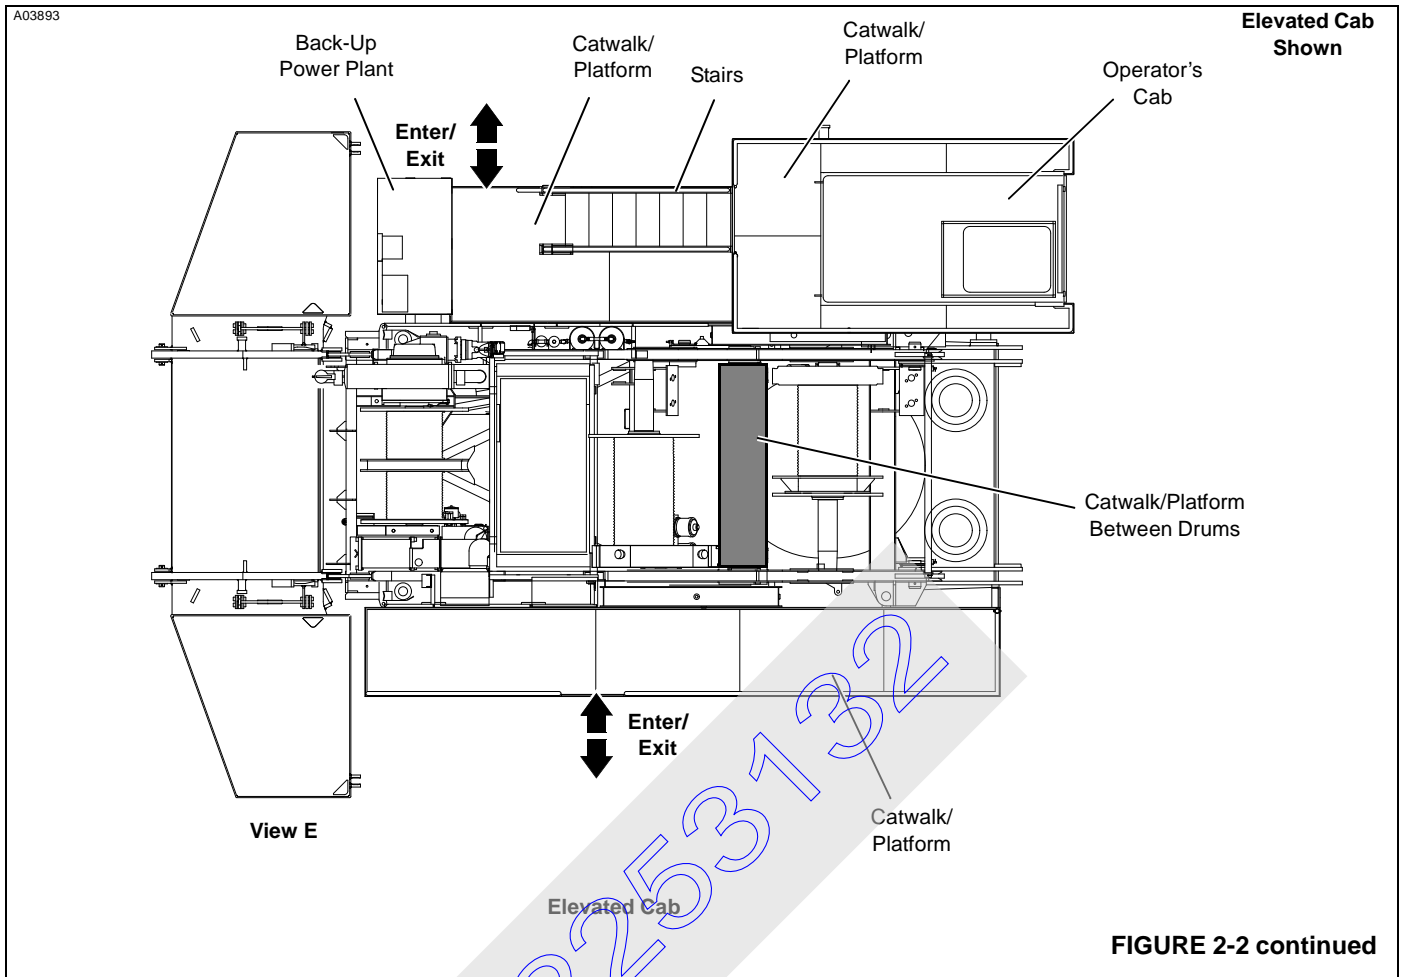 A03893
Elevated Cab
Shown
Back-Up
Power Plant
Catwalk/
Platform
Stairs
Catwalk/
Platform
Operator’s
Cab
Enter/
Exit
Catwalk/Platform
Between Drums
Enter/
Exit
Catwalk/
Platform
View E
Elevated Cab
2253132
FIGURE 2-2 continued